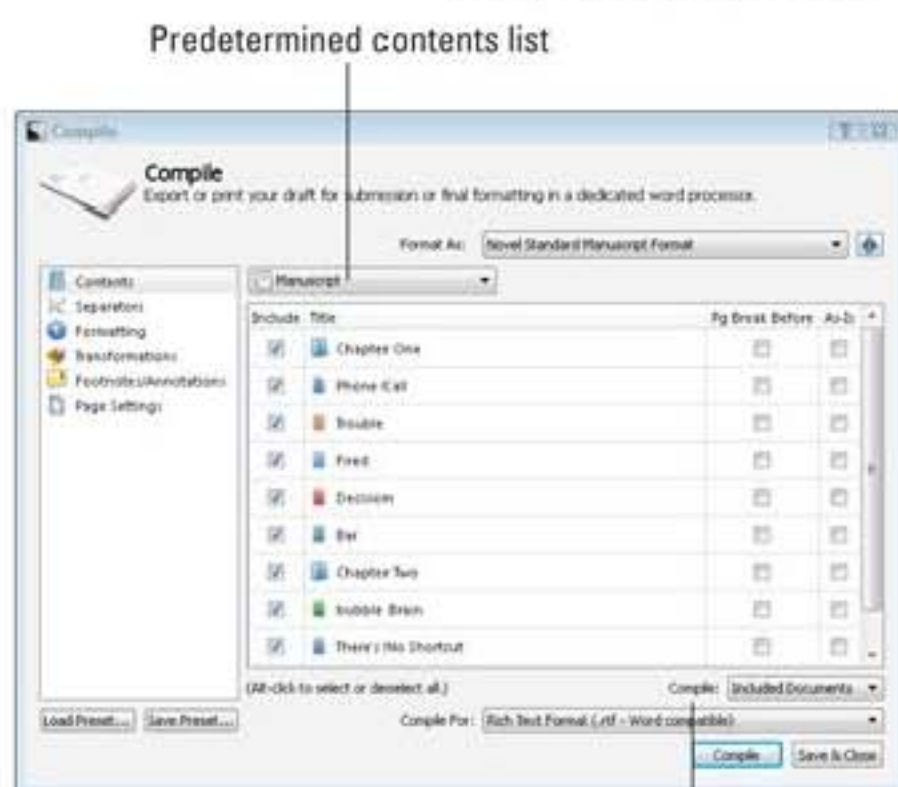 Predetermined contents list
Compile
Compile
Export or print your draft for submission or final formatting in a dedicated word processor.
Format As: Novel Standard Manuscript Format
Contents
Separators
Formatting
Transformations
Footnotes/Annotations
Page Settings
Manuscript
Include Title Pg Break Before As-Is
Chapter One
Phone Call
Trouble
Fired
Decision
Bar
Chapter Two
Bubble Brain
There's No Shortcut
(Alt-click to select or deselect all.)
Compile: Included Documents
Load Preset... Save Preset...
Compile For: Rich Text Format (.rtf - Word compatible)
Compile Save & Close